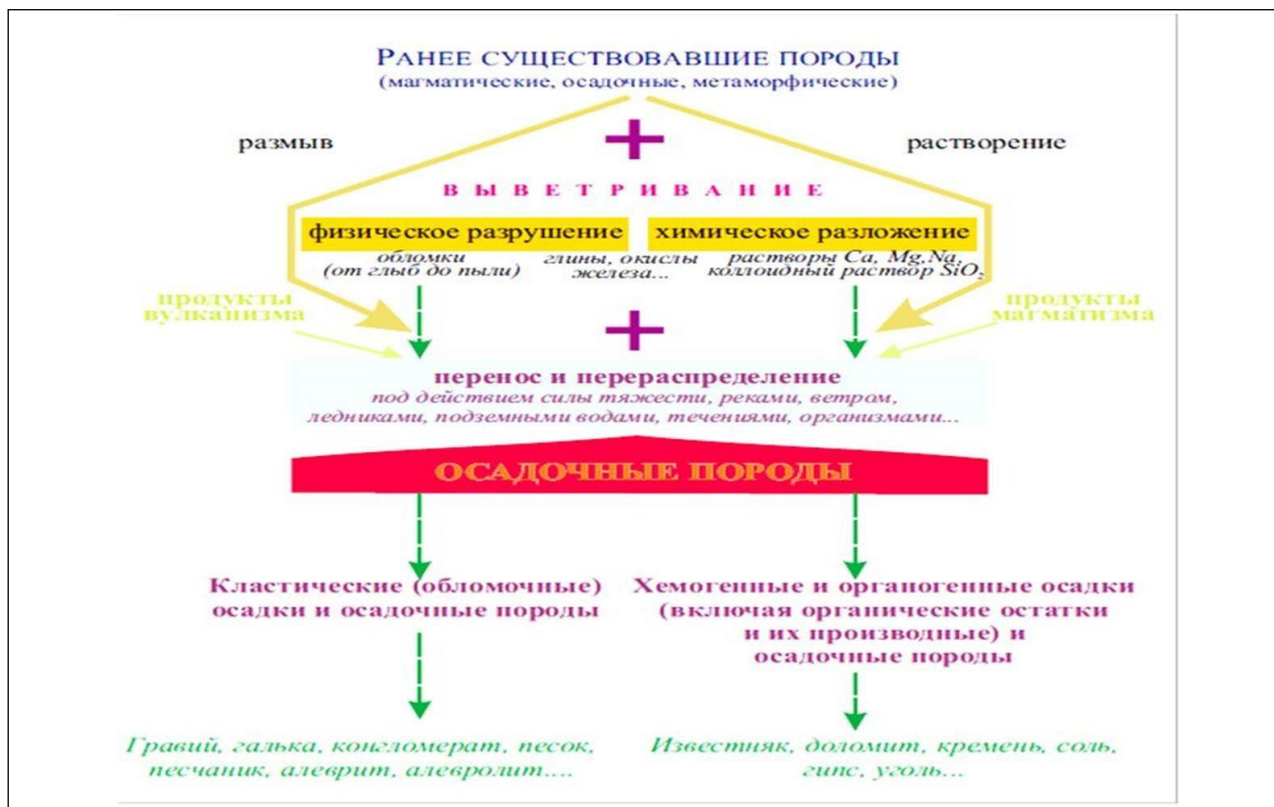 РАНЕЕ СУЩЕСТВОВАВШИЕ ПОРОДЫ
(магматические, осадочные, метаморфические)
размыв
растворение
ВЫВЕТРИВАНИЕ
физическое разрушение
химическое разложение
обломки
(от глыб до пыли)
глины, окислы
железа...
растворы Ca, Mg,Na,
коллоидный раствор SiO₂
продукты
вулканизма
продукты
магматизма
перенос и перераспределение
под действием силы тяжести, реками, ветром,
ледниками, подземными водами, течениями, организмами...
ОСАДОЧНЫЕ ПОРОДЫ
Кластические (обломочные)
осадки и осадочные породы
Хемогенные и органогенные осадки
(включая органические остатки
и их производные) и
осадочные породы
Гравий, галька, конгломерат, песок,
песчаник, алеврит, алевролит....
Известняк, доломит, кремень, соль,
гипс, уголь...